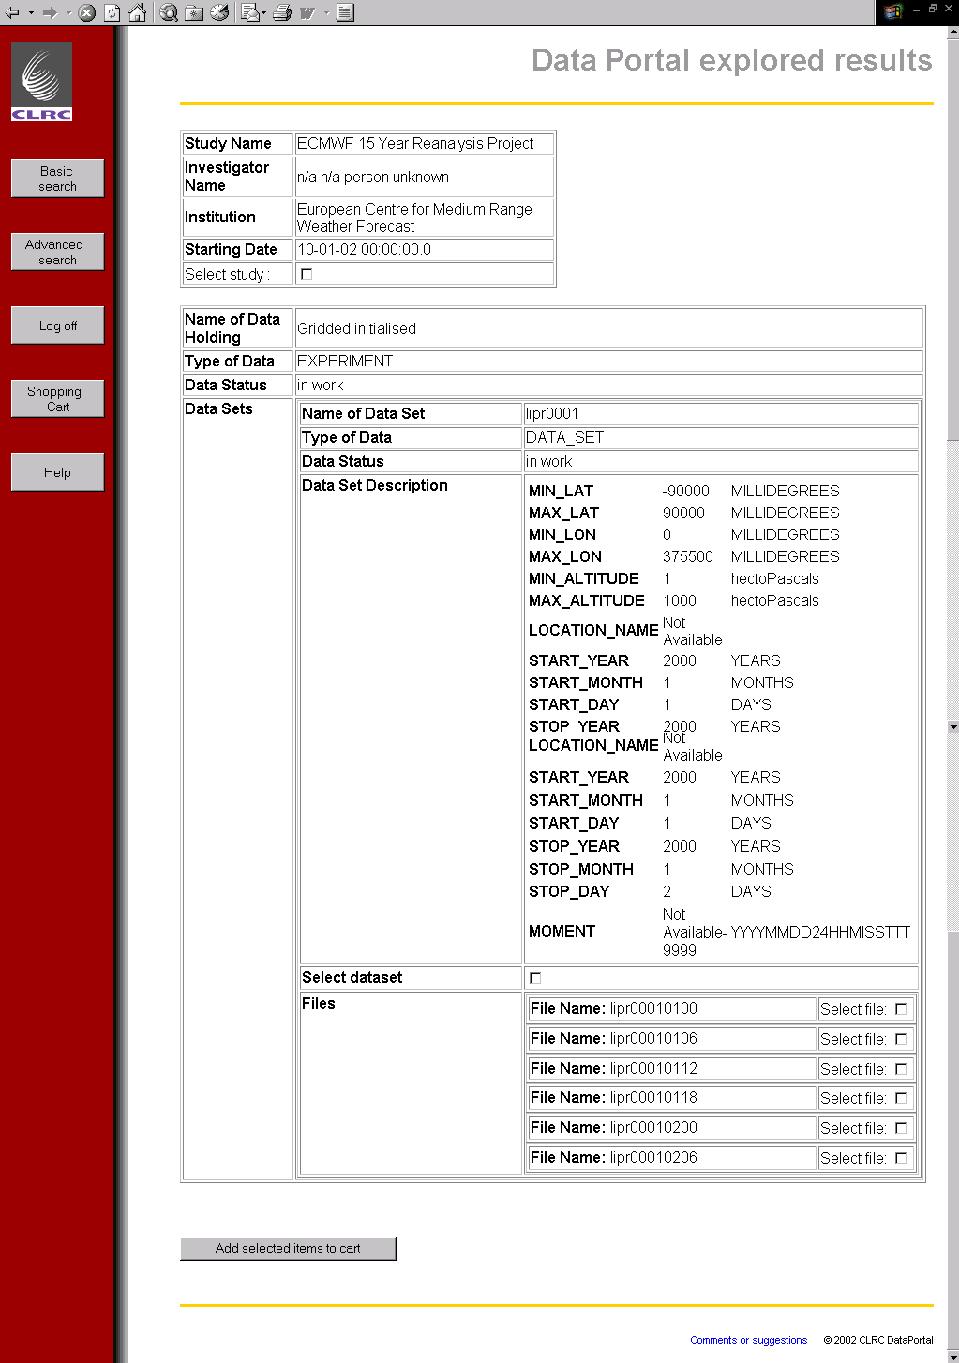 Data Portal explored results
CLRC
Basic
search
Advanced
search
Log off
Shopping
Cart
Help
Study Name ECMWF 15 Year Reanaysis Project
Investigator
Name n/a n/a person unknown
Institution European Centre for Medium Range
Weather Forecast
Starting Date 10-01-02 00:00:00.0
Select study :
Name of Data
Holding Gridded initialised
Type of Data EXPERIMENT
Data Status in work
Data Sets
Name of Data Set lipr0001
Type of Data DATA_SET
Data Status in work
Data Set Description
MIN_LAT -90000 MILLIDEGREES
MAX_LAT 90000 MILLIDEGREES
MIN_LON 0 MILLIDEGREES
MAX_LON 375500 MILLIDEGREES
MIN_ALTITUDE 1 hectoPascals
MAX_ALTITUDE 1000 hectoPascals
LOCATION_NAME Not
Available
START_YEAR 2000 YEARS
START_MONTH 1 MONTHS
START_DAY 1 DAYS
STOP_YEAR 2000 YEARS
LOCATION_NAME Not
Available
START_YEAR 2000 YEARS
START_MONTH 1 MONTHS
START_DAY 1 DAYS
STOP_YEAR 2000 YEARS
STOP_MONTH 1 MONTHS
STOP_DAY 2 DAYS
MOMENT Not
Available- YYYYMMDD24HHMISSTTT
9999
Select dataset
Files
File Name: lipr00010100 Select file:
File Name: lipr00010106 Select file:
File Name: lipr00010112 Select file:
File Name: lipr00010118 Select file:
File Name: lipr00010200 Select file:
File Name: lipr00010206 Select file:
Add selected items to cart
Comments or suggestions © 2002 CLRC DataPortal